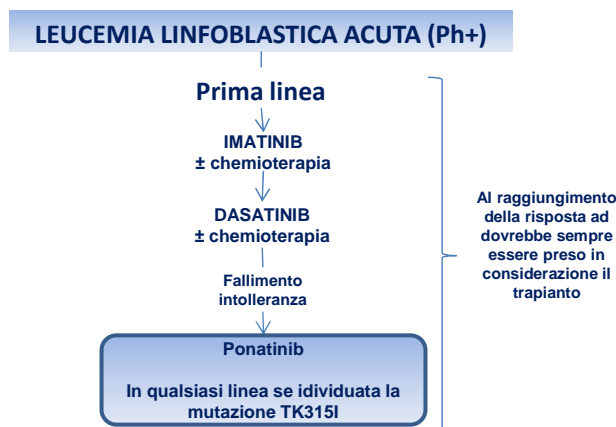 LEUCEMIA LINFOBLASTICA ACUTA (Ph+)
Prima linea
IMATINIB
± chemioterapia
DASATINIB
± chemioterapia
Fallimento
intolleranza
Ponatinib
In qualsiasi linea se idividuata la
mutazione TK315I
Al raggiungimento
della risposta ad
dovrebbe sempre
essere preso in
considerazione il
trapianto